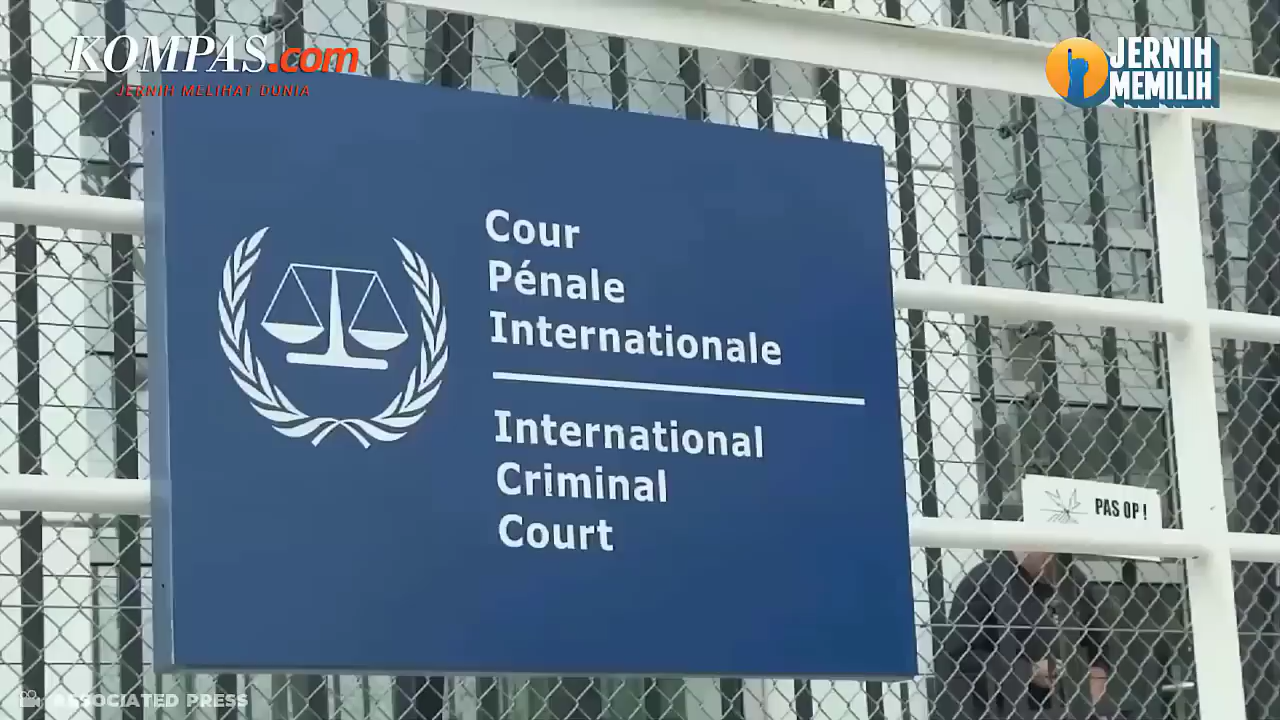 KOMPAS.com
JERNIH MELIHAT DUNIA
JERNIH
MEMILIH
Cour
Pénale
Internationale
International
Criminal
Court
PAS OP !
ASSOCIATED PRESS